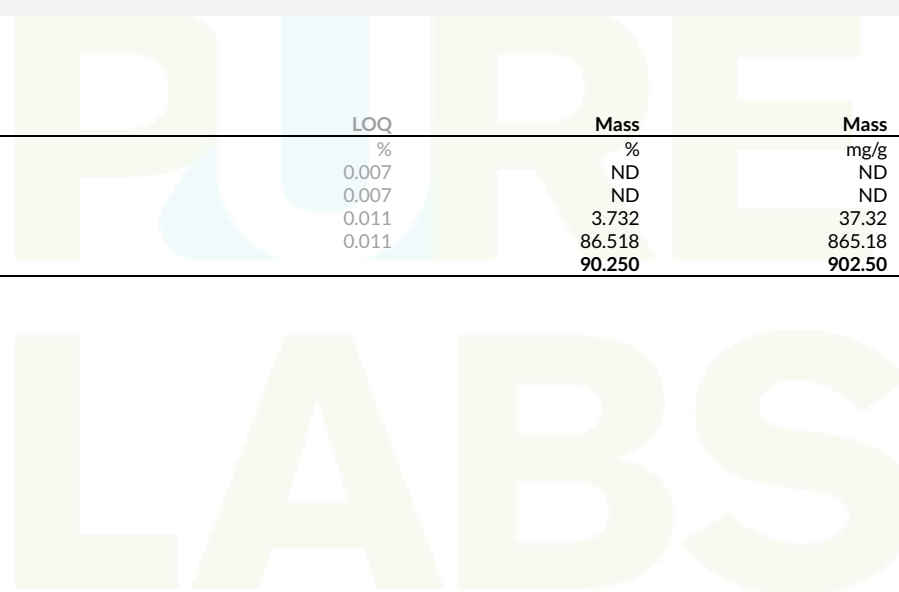 PURE
LOQ Mass Mass
% % mg/g
0.007 ND ND
0.007 ND ND
0.011 3.732 37.32
0.011 86.518 865.18
90.250 902.50
LABS